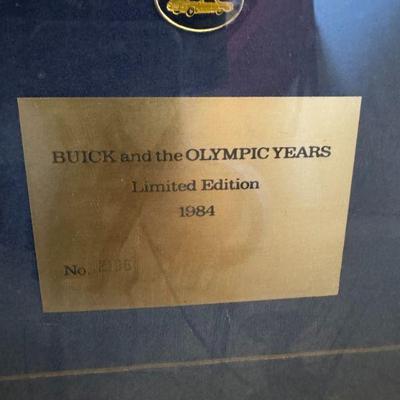 BUICK and the OLYMPIC YEARS
Limited Edition
1984
No.